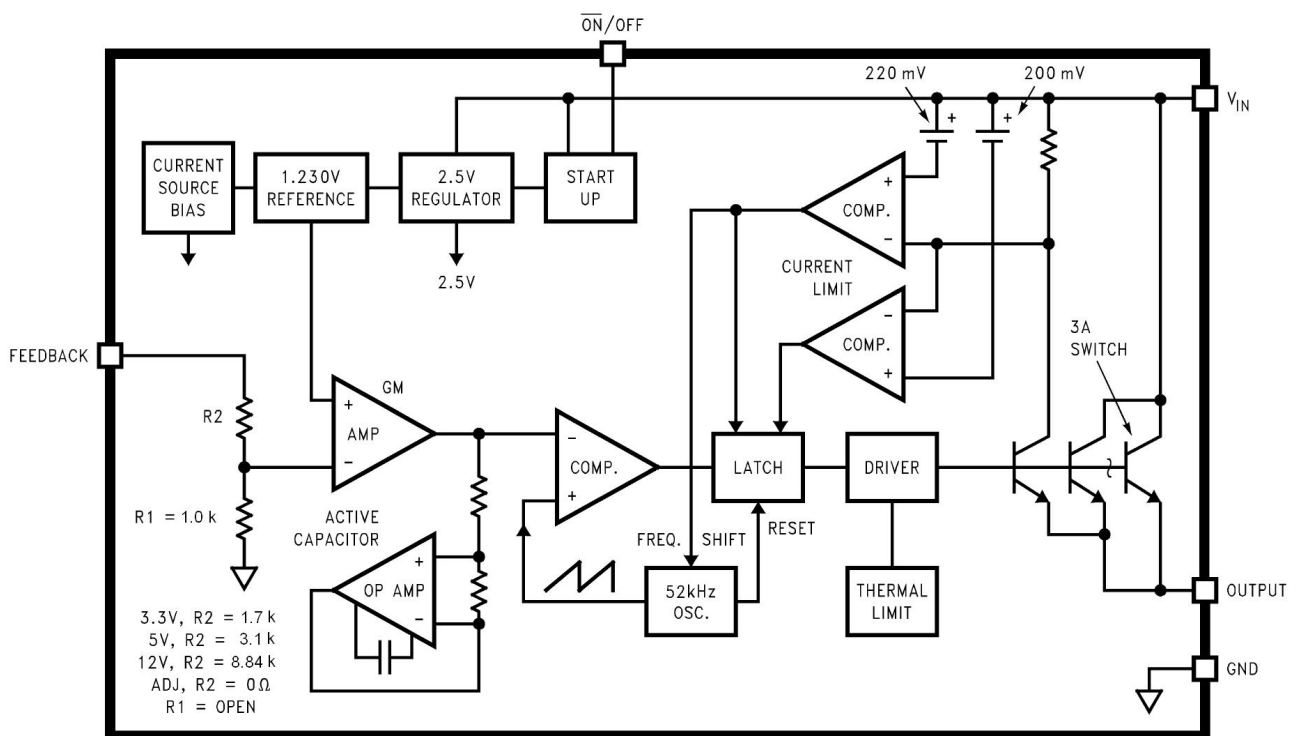 ON/OFF
220 mV
200 mV
+
+
V_IN
CURRENT
SOURCE
BIAS
1.230V
REFERENCE
2.5V
REGULATOR
START
UP
+
COMP.
−
2.5V
CURRENT
LIMIT
−
COMP.
+
3A
SWITCH
FEEDBACK
GM
+
AMP
−
R2
−
COMP.
+
LATCH
DRIVER
R1 = 1.0 k
ACTIVE
CAPACITOR
+
OP AMP
−
FREQ. SHIFT
RESET
52kHz
OSC.
THERMAL
LIMIT
OUTPUT
3.3V, R2 = 1.7 k
5V, R2 = 3.1 k
12V, R2 = 8.84 k
ADJ, R2 = 0 Ω
R1 = OPEN
GND